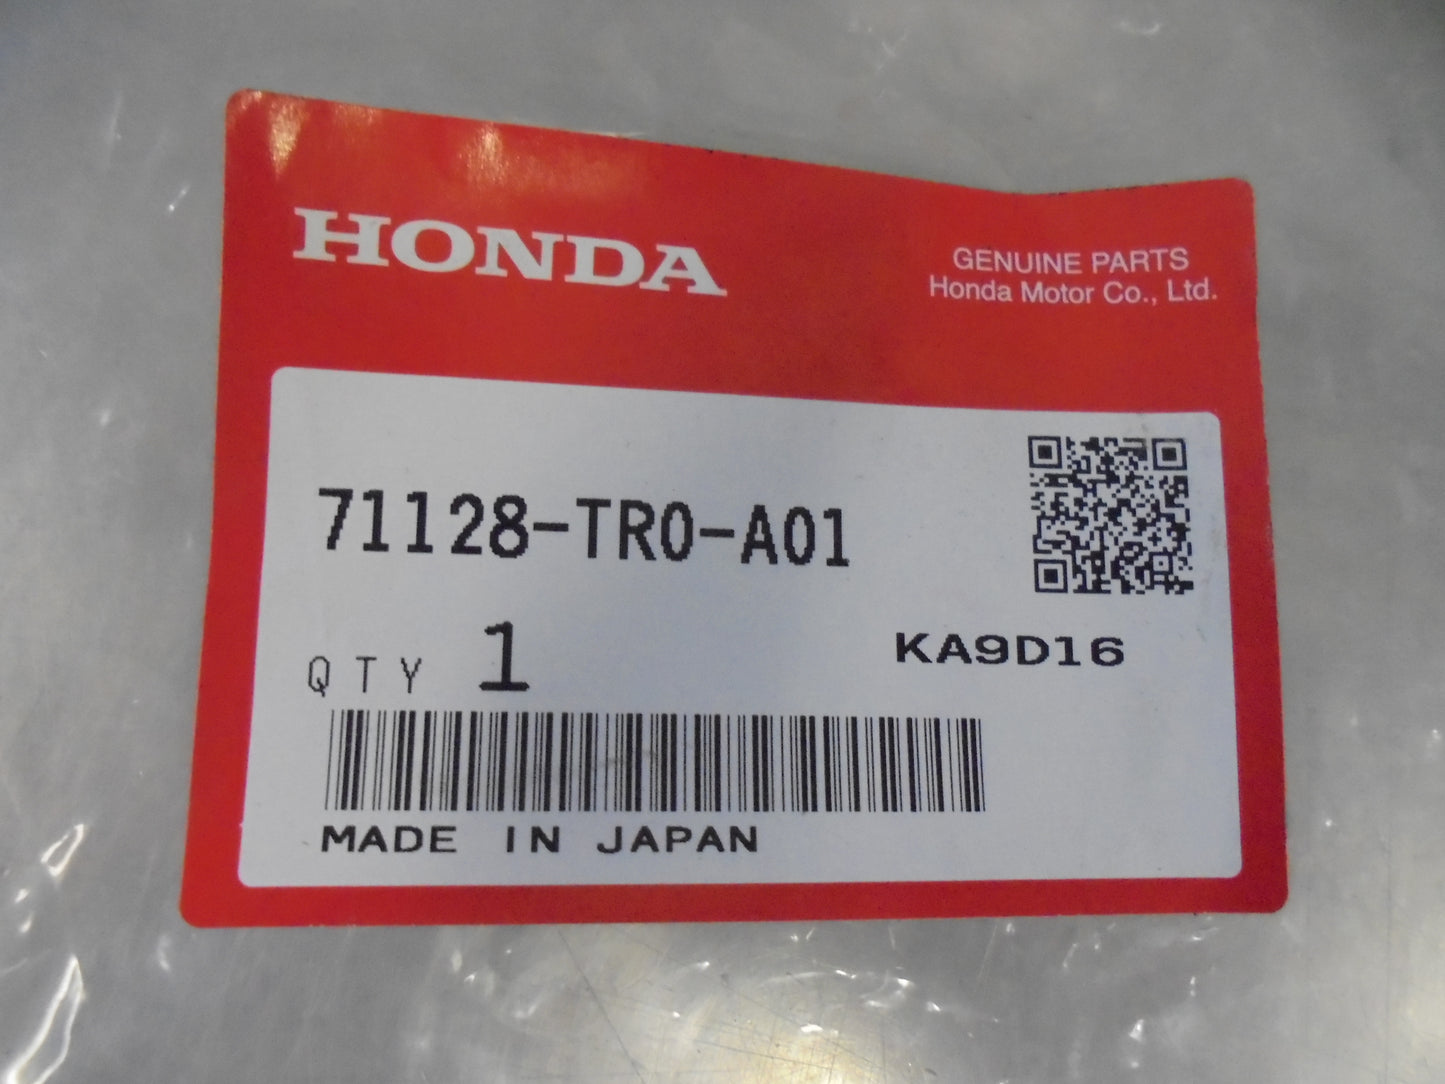 HONDA
GENUINE PARTS
Honda Motor Co., Ltd.
71128-TR0-A01
QTY 1
KA9D16
MADE IN JAPAN